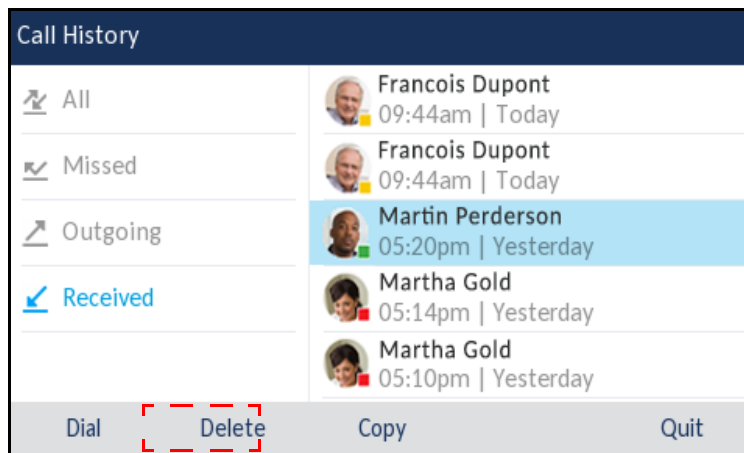 Call History
All
Missed
Outgoing
Received
Francois Dupont
09:44am | Today
Francois Dupont
09:44am | Today
Martin Perderson
05:20pm | Yesterday
Martha Gold
05:14pm | Yesterday
Martha Gold
05:10pm | Yesterday
Dial Delete Copy Quit